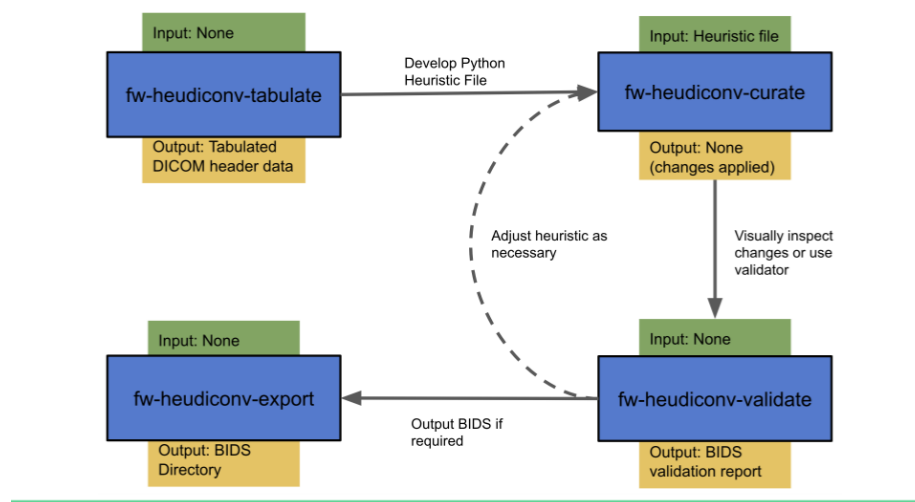 Input: None
fw-heudiconv-tabulate
Output: Tabulated
DICOM header data
Develop Python
Heuristic File
Input: Heuristic file
fw-heudiconv-curate
Output: None
(changes applied)
Adjust heuristic as
necessary
Visually inspect
changes or use
validator
Input: None
fw-heudiconv-export
Output: BIDS
Directory
Output BIDS if
required
Input: None
fw-heudiconv-validate
Output: BIDS
validation report